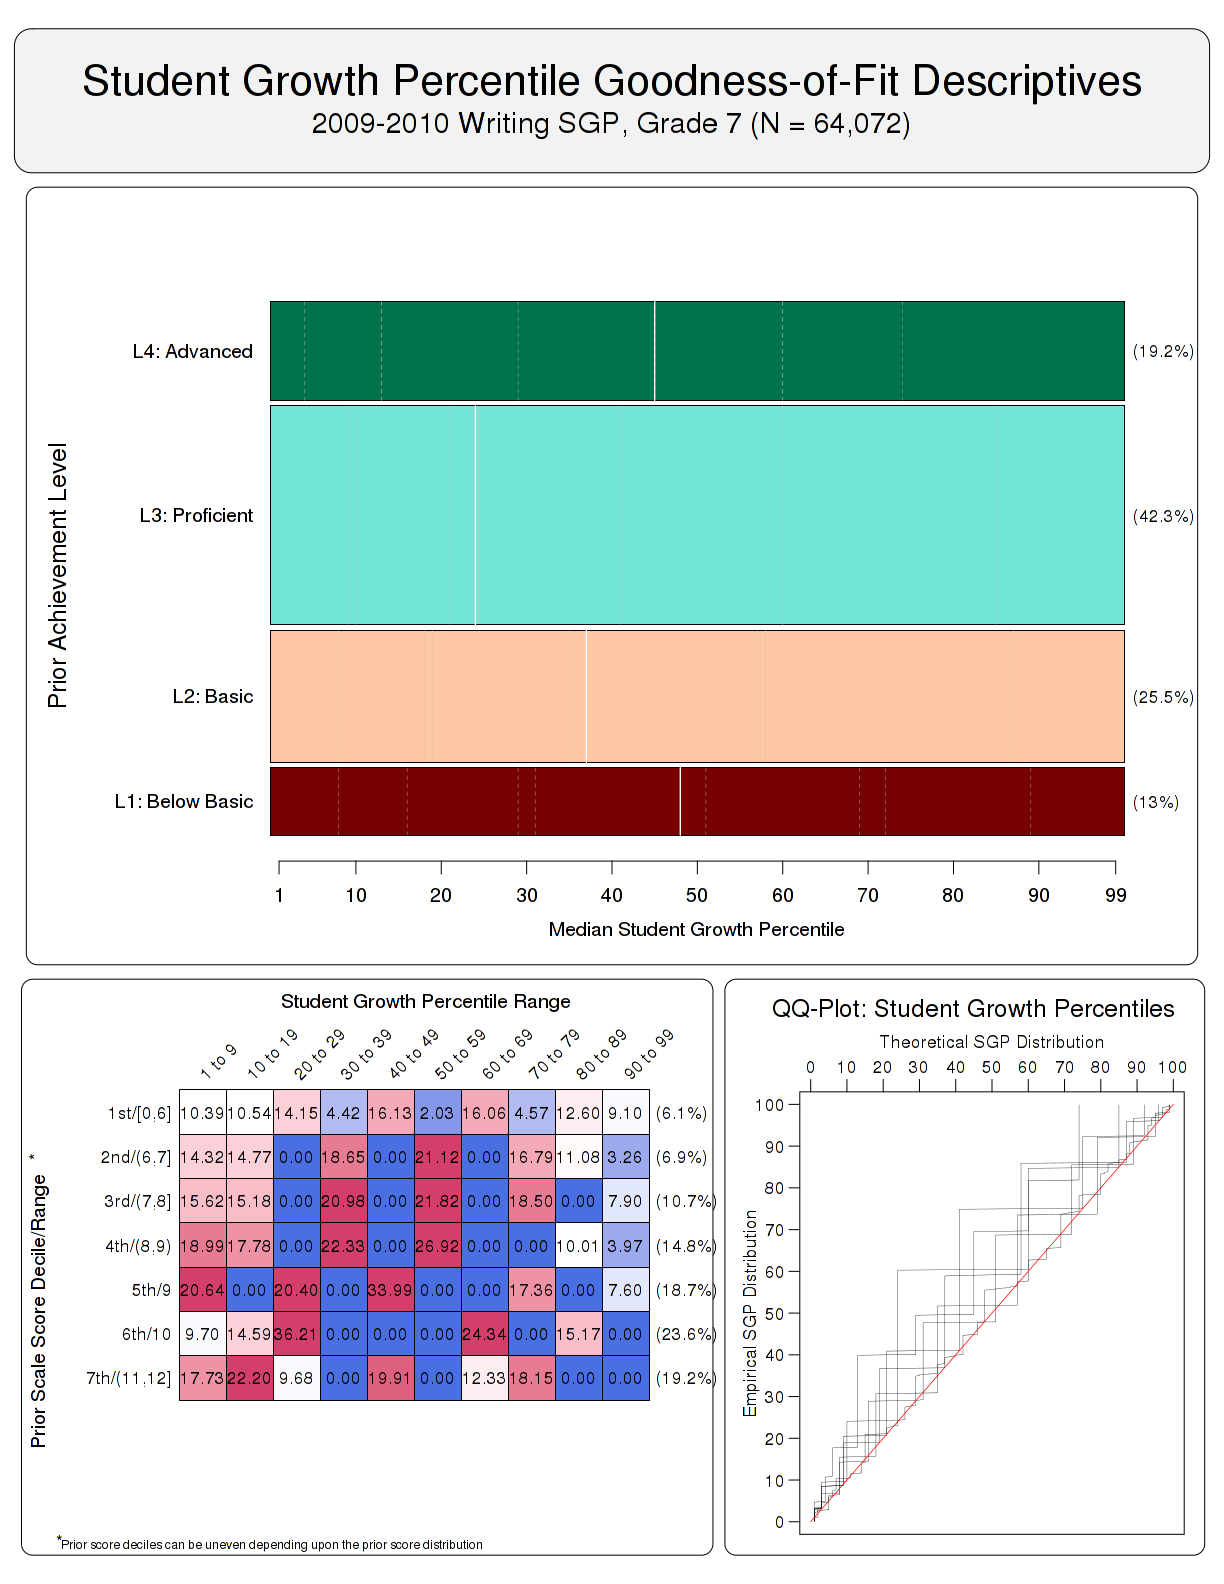 Student Growth Percentile Goodness-of-Fit Descriptives
2009-2010 Writing SGP, Grade 7 (N = 64,072)
Prior Achievement Level
L4: Advanced (19.2%)
L3: Proficient (42.3%)
L2: Basic (25.5%)
L1: Below Basic (13%)
1 10 20 30 40 50 60 70 80 90 99
Median Student Growth Percentile
Student Growth Percentile Range
1 to 9 10 to 19 20 to 29 30 to 39 40 to 49 50 to 59 60 to 69 70 to 79 80 to 89 90 to 99
Prior Scale Score Decile/Range *
1st/[0,6] 10.39 10.54 14.15 4.42 16.13 2.03 16.06 4.57 12.60 9.10 (6.1%)
2nd/(6,7] 14.32 14.77 0.00 18.65 0.00 21.12 0.00 16.79 11.08 3.26 (6.9%)
3rd/(7,8] 15.62 15.18 0.00 20.98 0.00 21.82 0.00 18.50 0.00 7.90 (10.7%)
4th/(8,9) 18.99 17.78 0.00 22.33 0.00 26.92 0.00 0.00 10.01 3.97 (14.8%)
5th/9 20.64 0.00 20.40 0.00 33.99 0.00 0.00 17.36 0.00 7.60 (18.7%)
6th/10 9.70 14.59 36.21 0.00 0.00 0.00 24.34 0.00 15.17 0.00 (23.6%)
7th/(11,12] 17.73 22.20 9.68 0.00 19.91 0.00 12.33 18.15 0.00 0.00 (19.2%)
*Prior score deciles can be uneven depending upon the prior score distribution
QQ-Plot: Student Growth Percentiles
Theoretical SGP Distribution
0 10 20 30 40 50 60 70 80 90 100
Empirical SGP Distribution
100
90
80
70
60
50
40
30
20
10
0